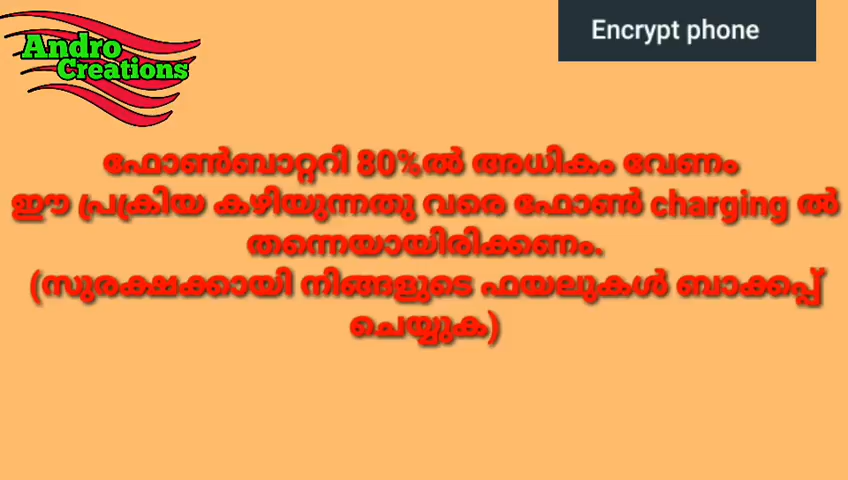 Andro
Creations
Encrypt phone
ഫോൺബാറ്ററി 80%ൽ അധികം വേണം
ഈ പ്രക്രിയ കഴിയുന്നതു വരെ ഫോൺ charging ൽ
തന്നെയായിരിക്കണം.
(സുരക്ഷക്കായി നിങ്ങളുടെ ഫയലുകൾ ബാക്കപ്പ്
ചെയ്യുക)